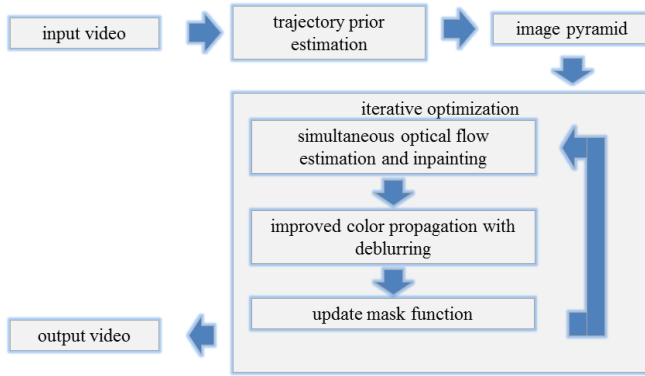 input video
trajectory prior
estimation
image pyramid
iterative optimization
simultaneous optical flow
estimation and inpainting
improved color propagation with
deblurring
update mask function
output video